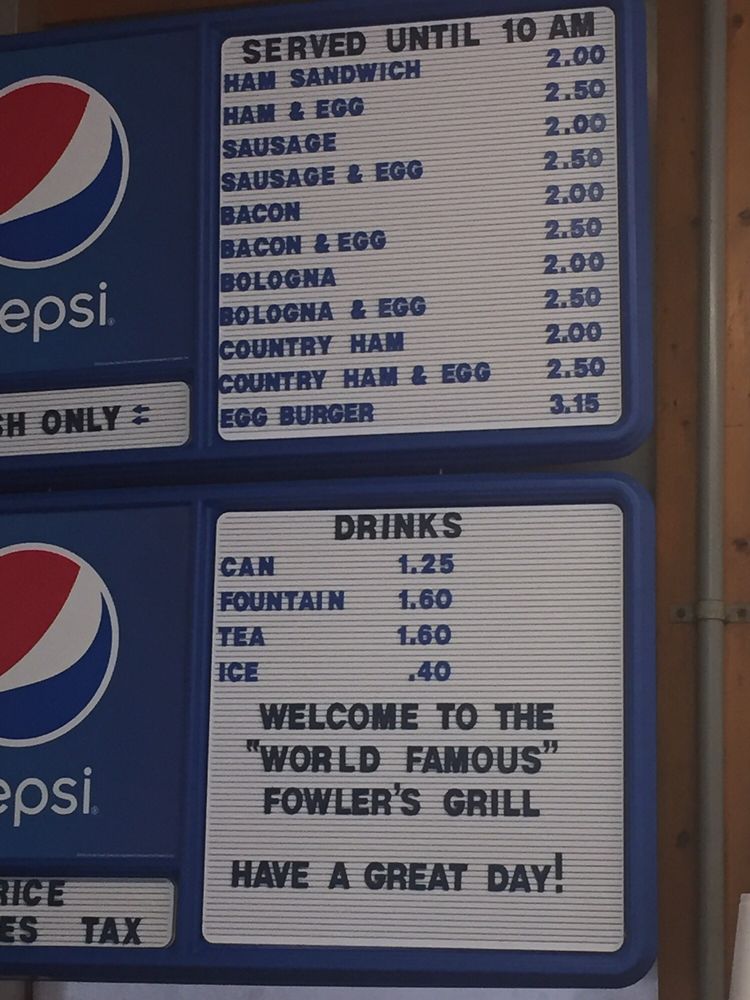 SERVED UNTIL 10 AM
HAM SANDWICH 2.00
HAM & EGG 2.50
SAUSAGE 2.00
SAUSAGE & EGG 2.50
BACON 2.00
BACON & EGG 2.50
BOLOGNA 2.00
BOLOGNA & EGG 2.50
COUNTRY HAM 2.00
COUNTRY HAM & EGG 2.50
EGG BURGER 3.15
epsi
SH ONLY
DRINKS
CAN 1.25
FOUNTAIN 1.60
TEA 1.60
ICE .40
WELCOME TO THE
"WORLD FAMOUS"
FOWLER'S GRILL
HAVE A GREAT DAY!
epsi
RICE
ES TAX